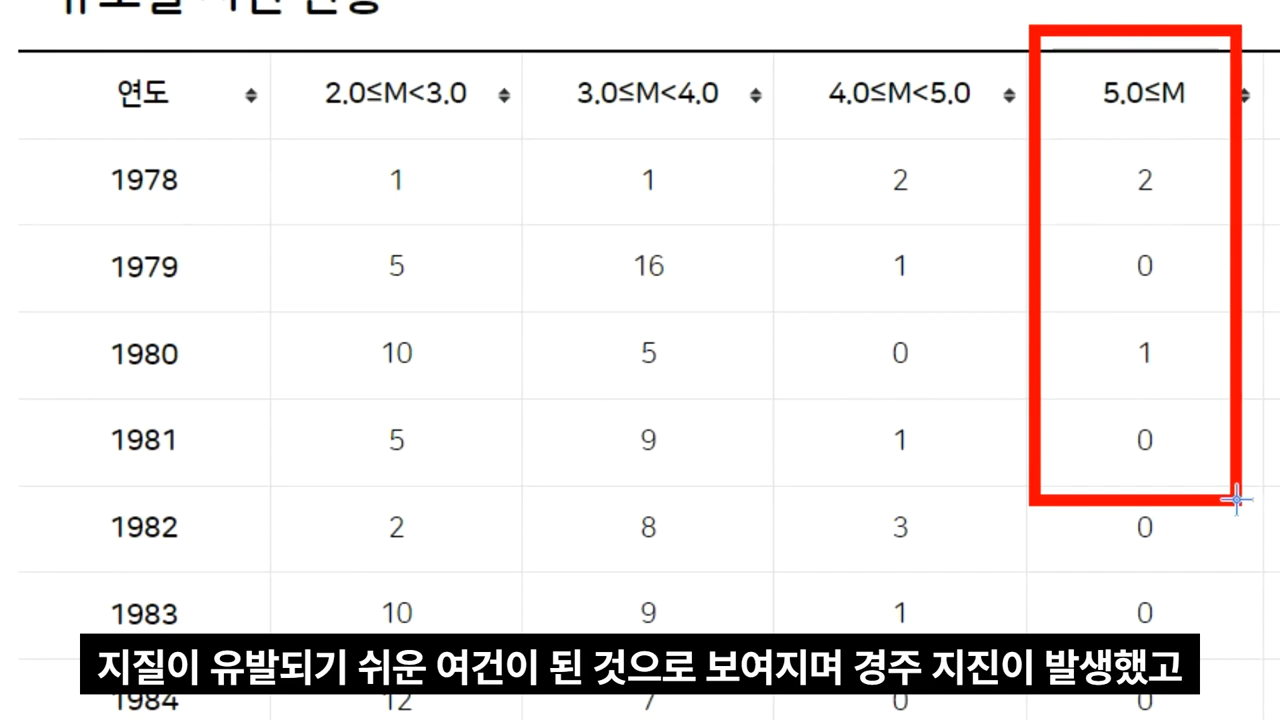 연도 2.0≤M<3.0 3.0≤M<4.0 4.0≤M<5.0 5.0≤M
1978 1 1 2 2
1979 5 16 1 0
1980 10 5 0 1
1981 5 9 1 0
1982 2 8 3 0
1983 10 9 1 0
지질이 유발되기 쉬운 여건이 된 것으로 보여지며 경주 지진이 발생했고
1984 12 7 0 0